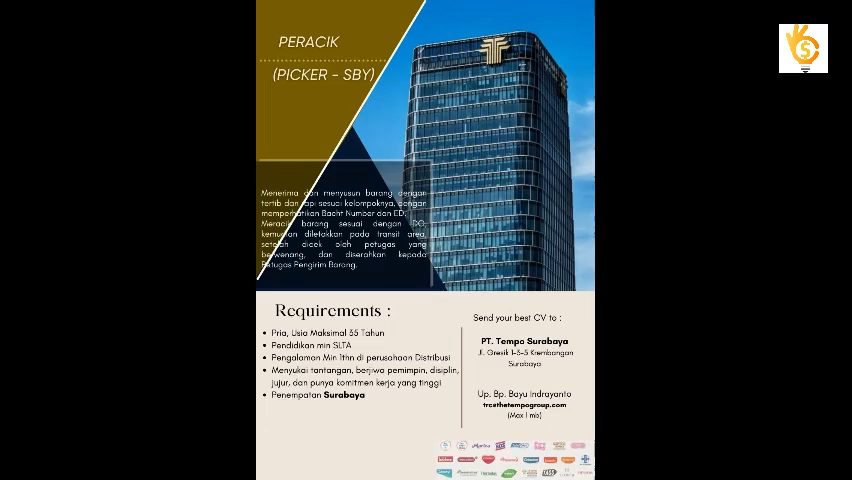 PERACIK
(PICKER - SBY)
Menerima dan menyusun barang dengan
tertib dan rapi sesuai kelompoknya, dengan
memperhatikan Bacht Number dan ED;
Meracik barang sesuai dengan DO,
kemudian diletakkan pada transit area,
setelah dicek oleh petugas yang
berwenang, dan diserahkan kepada
Petugas Pengirim Barang.
Requirements :
Pria, Usia Maksimal 35 Tahun
Pendidikan min SLTA
Pengalaman Min 1thn di perusahaan Distribusi
Menyukai tantangan, berjiwa pemimpin, disiplin,
jujur, dan punya komitmen kerja yang tinggi
Penempatan Surabaya
Send your best CV to :
PT. Tempo Surabaya
Jl. Gresik 1-3-5 Krembangan
Surabaya
Up. Bp. Bayu Indrayanto
trc@thetempogroup.com
(Max 1 mb)